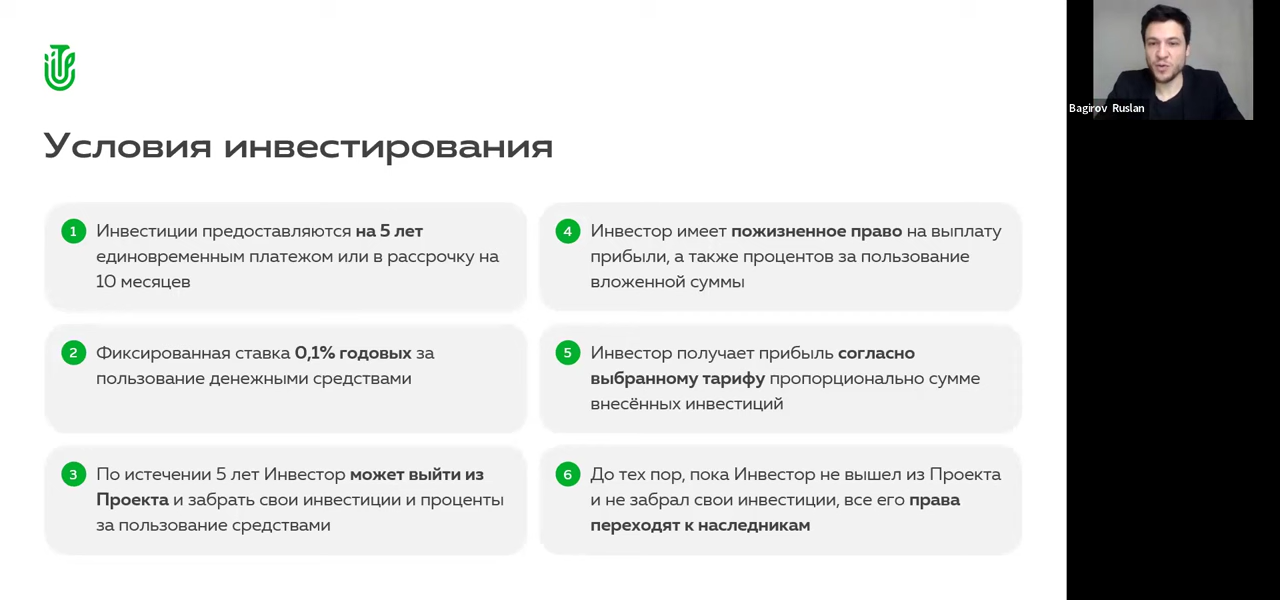 Условия инвестирования
1
Инвестиции предоставляются на 5 лет
единовременным платежом или в рассрочку на
10 месяцев
2
Фиксированная ставка 0,1% годовых за
пользование денежными средствами
3
По истечении 5 лет Инвестор может выйти из
Проекта и забрать свои инвестиции и проценты
за пользование средствами
4
Инвестор имеет пожизненное право на выплату
прибыли, а также процентов за пользование
вложенной суммы
5
Инвестор получает прибыль согласно
выбранному тарифу пропорционально сумме
внесённых инвестиций
6
До тех пор, пока Инвестор не вышел из Проекта
и не забрал свои инвестиции, все его права
переходят к наследникам
Bagirov Ruslan